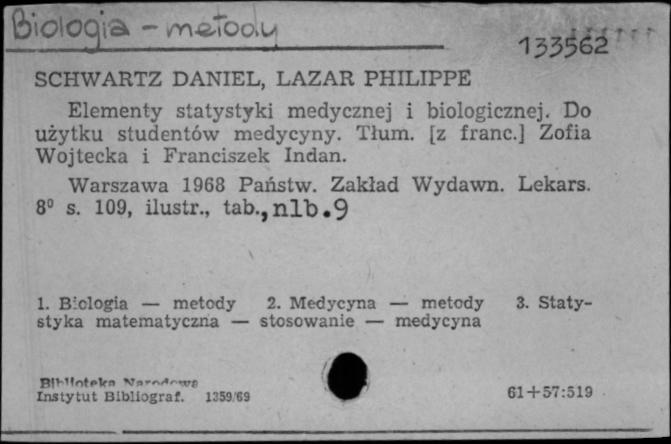 Biologia - metody
133562
SCHWARTZ DANIEL, LAZAR PHILIPPE
Elementy statystyki medycznej i biologicznej. Do
użytku studentów medycyny. Tłum. [z franc.] Zofia
Wojtecka i Franciszek Indan.
Warszawa 1968 Państw. Zakład Wydawn. Lekars.
8⁰ s. 109, ilustr., tab., nlb.9
1. Biologia — metody 2. Medycyna — metody 3. Staty-
styka matematyczna — stosowanie — medycyna
Biblioteka Narodowa
Instytut Bibliograf. 1359/69
61+57:519